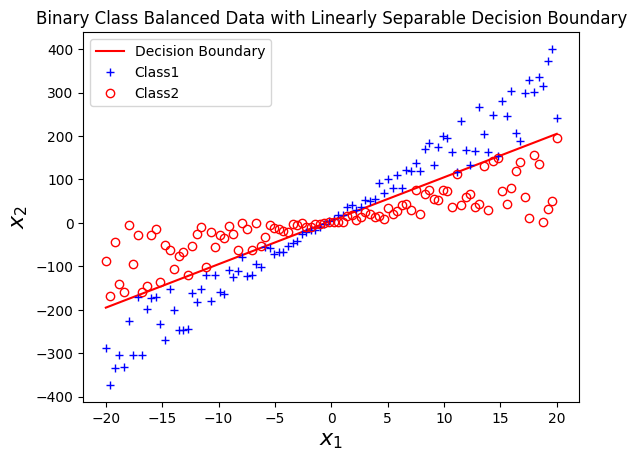 Binary Class Balanced Data with Linearly Separable Decision Boundary
Decision Boundary
Class1
Class2
400
300
200
100
0
−100
−200
−300
−400
x₂
−20 −15 −10 −5 0 5 10 15 20
x₁